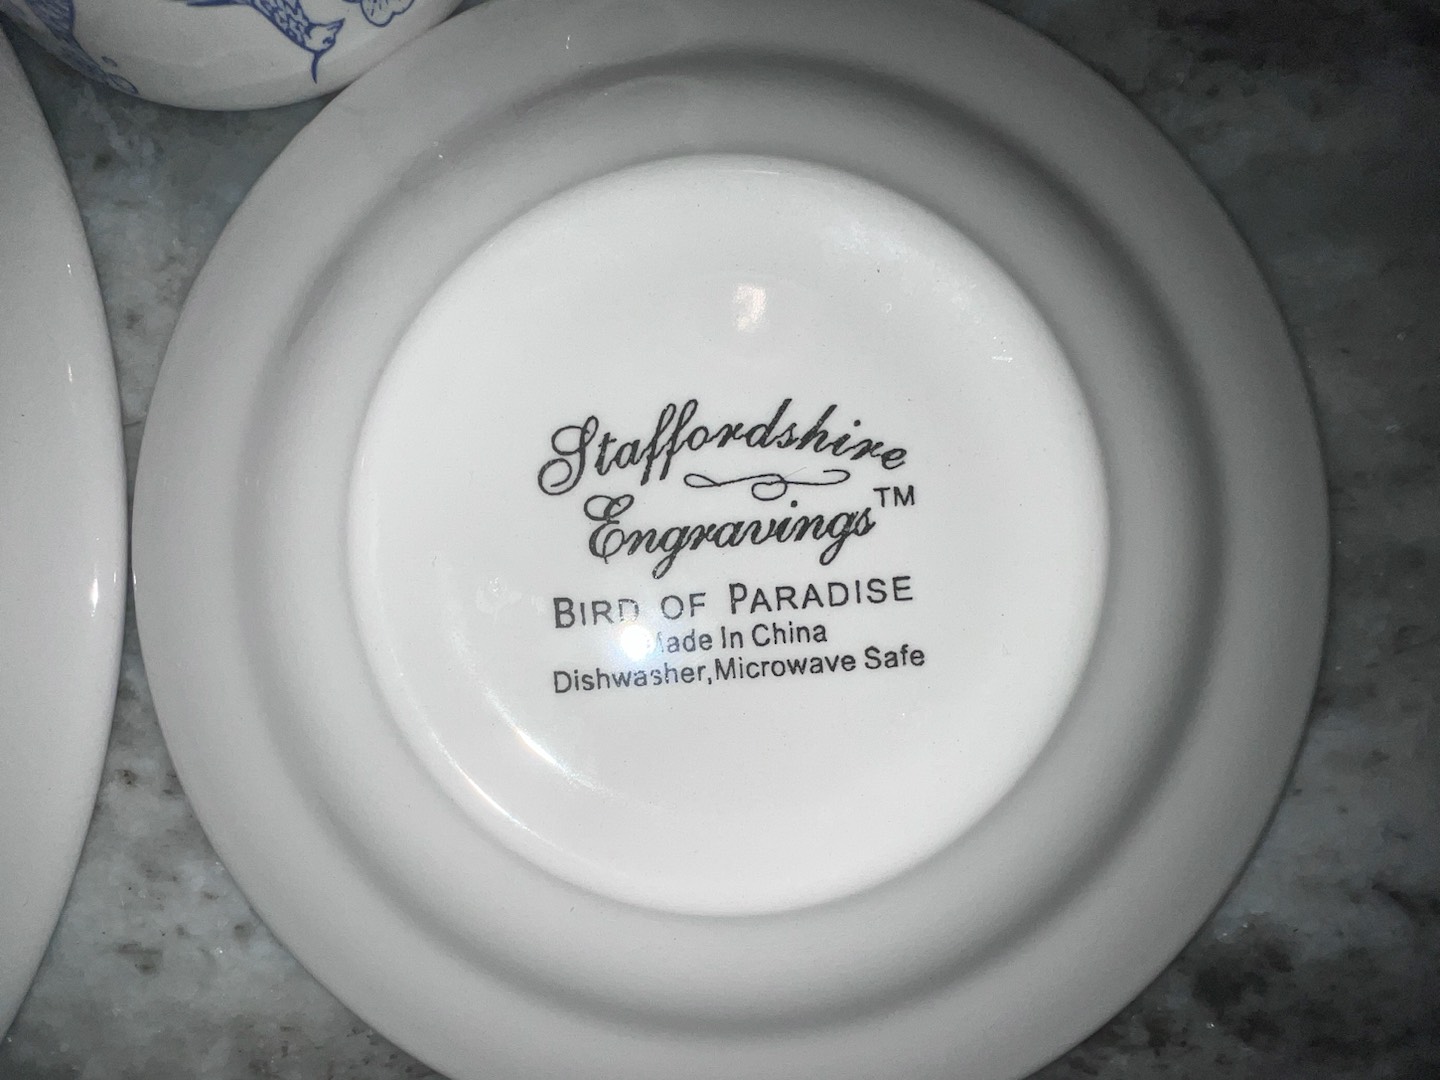 Staffordshire
Engravings™
BIRD OF PARADISE
Made In China
Dishwasher,Microwave Safe